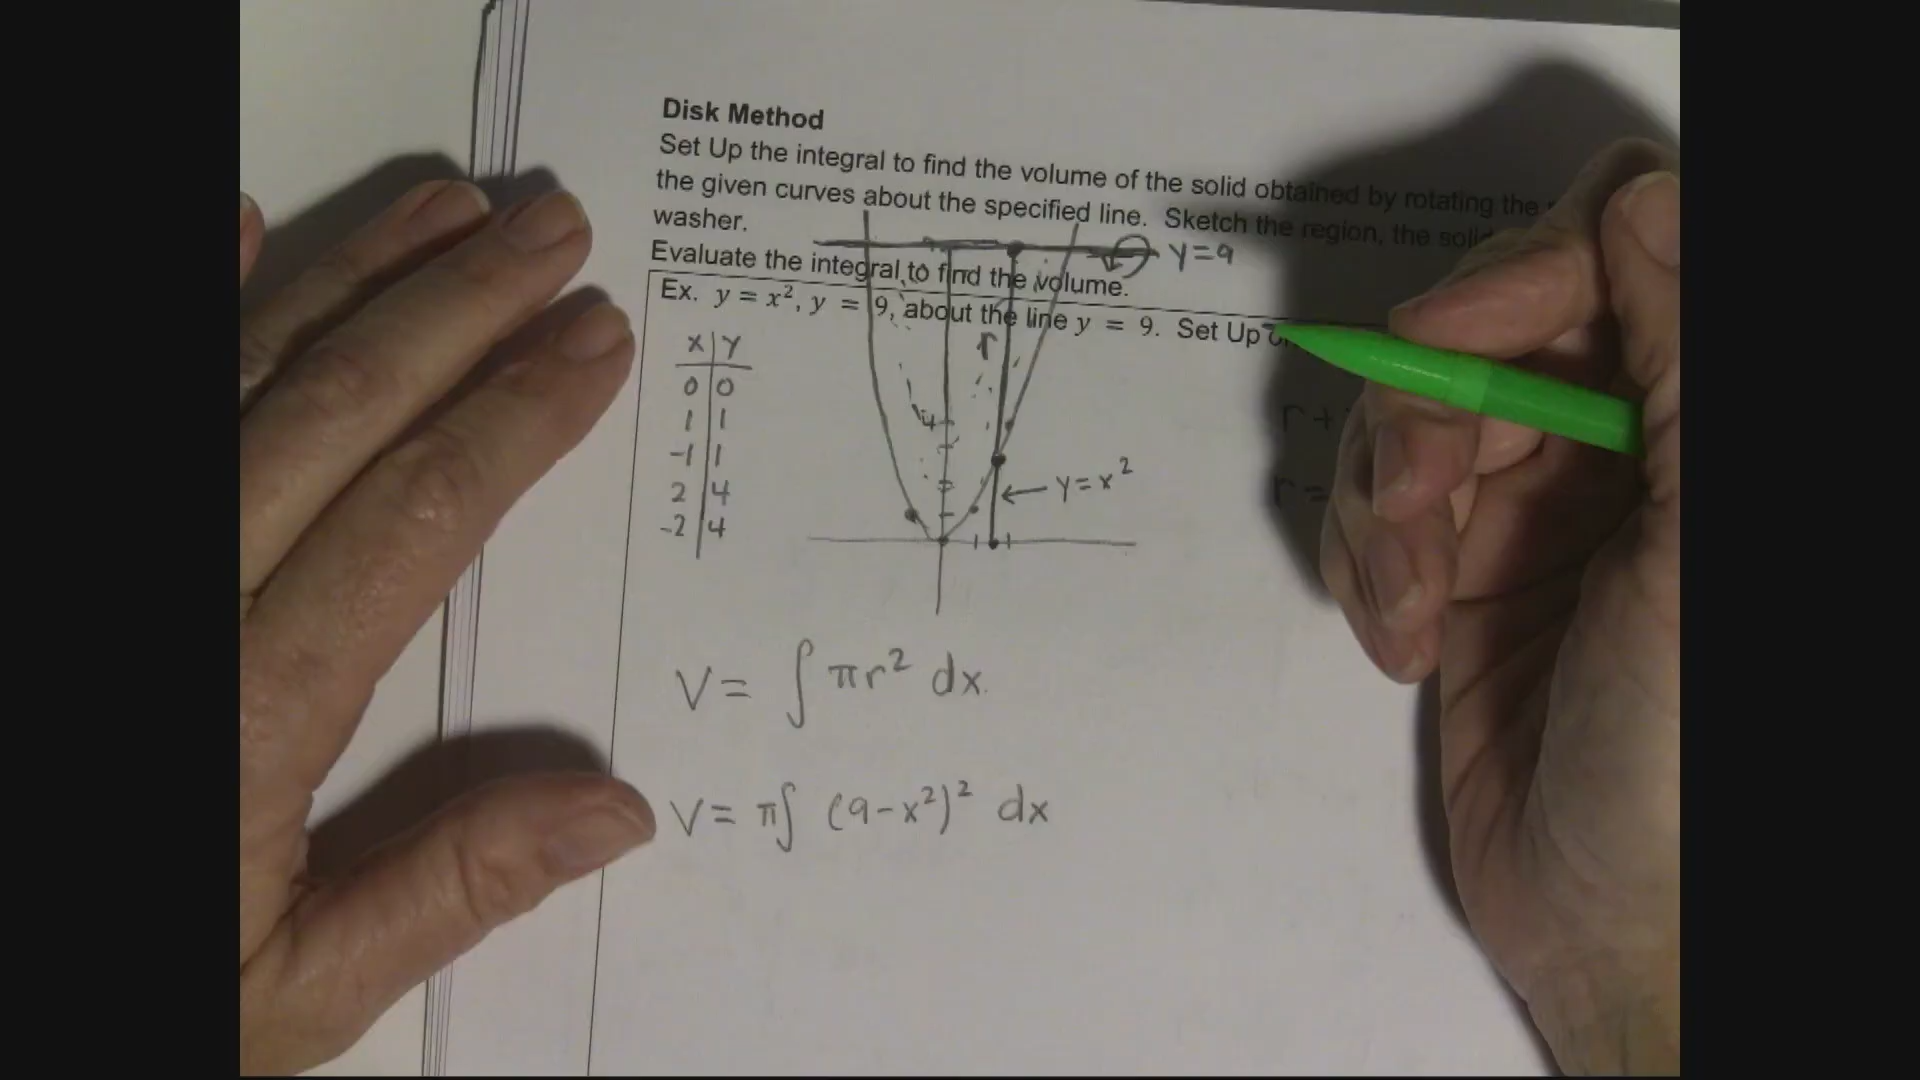 Disk Method
Set Up the integral to find the volume of the solid obtained by rotating the
the given curves about the specified line. Sketch the region, the solid
washer.
Evaluate the integral to find the volume.
y=9
Ex. y = x², y = 9, about the line y = 9. Set Up
x y
0 0
1 1
-1 1
2 4
-2 4
r
4
y=x²
r+
r=
V= ∫ πr² dx
V= π∫ (9-x²)² dx